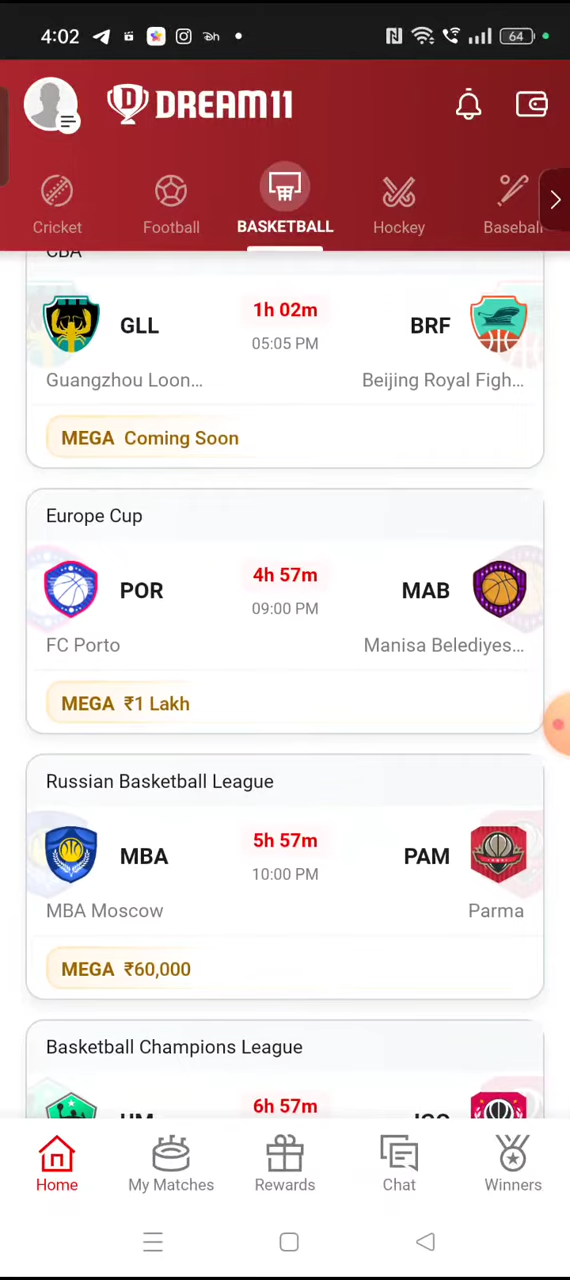 4:02
64
DREAM11
Cricket
Football
BASKETBALL
Hockey
Baseball
CBA
1h 02m
GLL
BRF
05:05 PM
Guangzhou Loon...
Beijing Royal Figh...
MEGA Coming Soon
Europe Cup
4h 57m
POR
MAB
09:00 PM
FC Porto
Manisa Belediyes...
MEGA ₹1 Lakh
Russian Basketball League
5h 57m
MBA
PAM
10:00 PM
MBA Moscow
Parma
MEGA ₹60,000
Basketball Champions League
6h 57m
Home
My Matches
Rewards
Chat
Winners